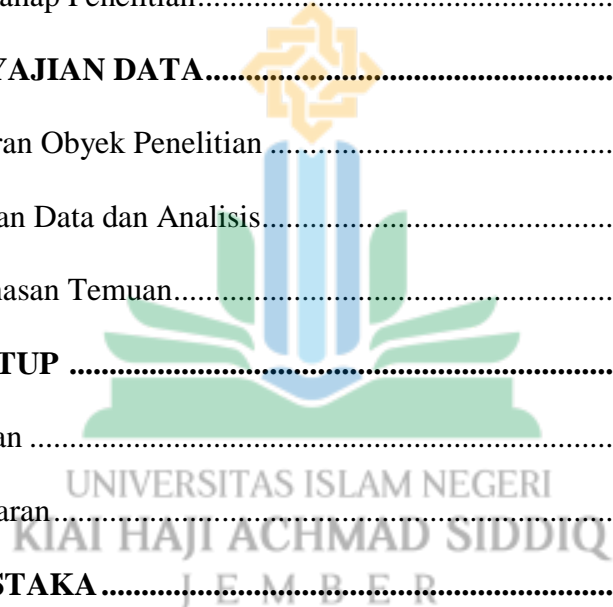 ahap Penelitian....................................................
YAJIAN DATA....................................................
ran Obyek Penelitian ....................................................
an Data dan Analisis....................................................
hasan Temuan....................................................
TUP ....................................................
an ....................................................
UNIVERSITAS ISLAM NEGERI
aran....................................................
KIAI HAJI ACHMAD SIDDIQ
STAKA ....................................................
J E M B E R